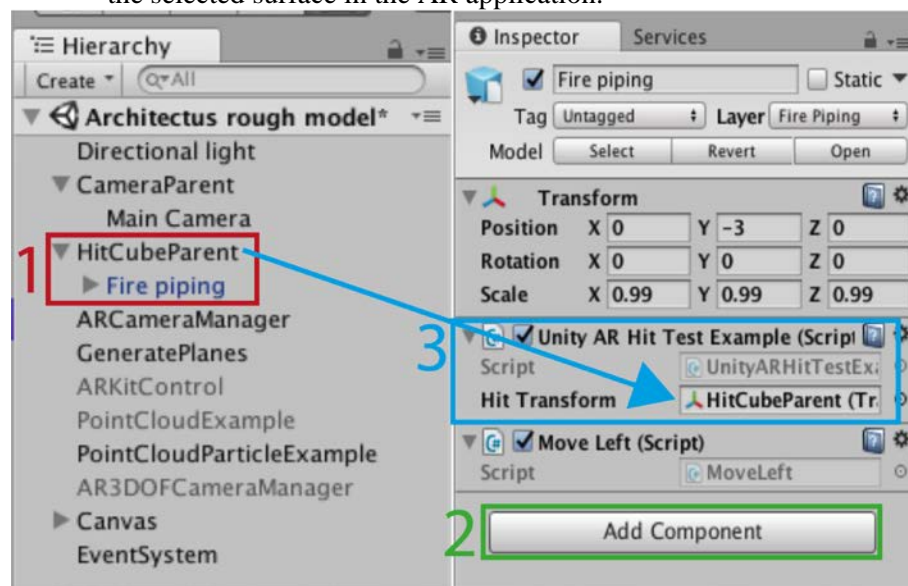 the selected surface in the AR application.
Hierarchy
Create
All
Architectus rough model*
Directional light
CameraParent
Main Camera
HitCubeParent
Fire piping
ARCameraManager
GeneratePlanes
ARKitControl
PointCloudExample
PointCloudParticleExample
AR3DOFCameraManager
Canvas
EventSystem
1
Inspector Services
Fire piping Static
Tag Untagged Layer Fire Piping
Model Select Revert Open
Transform
Position X 0 Y -3 Z 0
Rotation X 0 Y 0 Z 0
Scale X 0.99 Y 0.99 Z 0.99
3
Unity AR Hit Test Example (Script
Script UnityARHitTestEx
Hit Transform HitCubeParent (Tr
Move Left (Script)
Script MoveLeft
2
Add Component